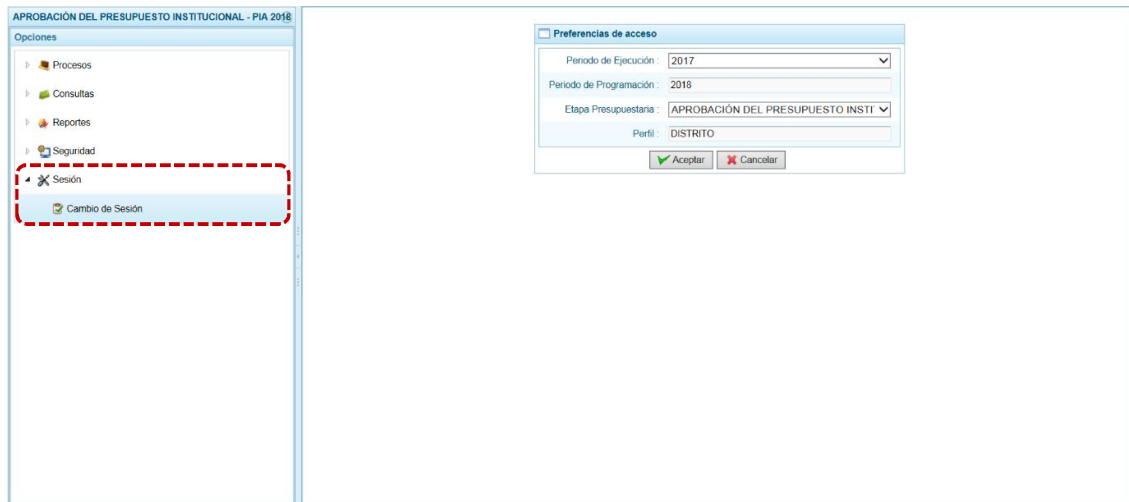 APROBACIÓN DEL PRESUPUESTO INSTITUCIONAL - PIA 2018
Opciones
Procesos
Consultas
Reportes
Seguridad
Sesión
Cambio de Sesión
Preferencias de acceso
Periodo de Ejecución : 2017
Periodo de Programación : 2018
Etapa Presupuestaria : APROBACIÓN DEL PRESUPUESTO INSTI
Perfil : DISTRITO
Aceptar Cancelar